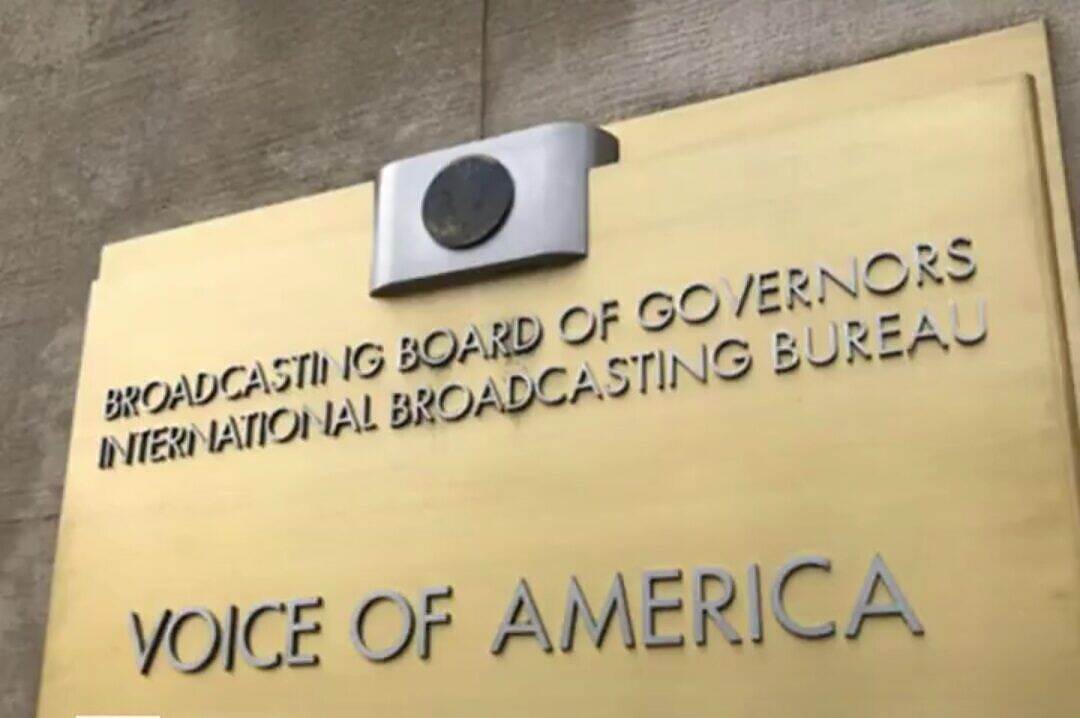 BROADCASTING BOARD OF GOVERNORS
INTERNATIONAL BROADCASTING BUREAU
VOICE OF AMERICA